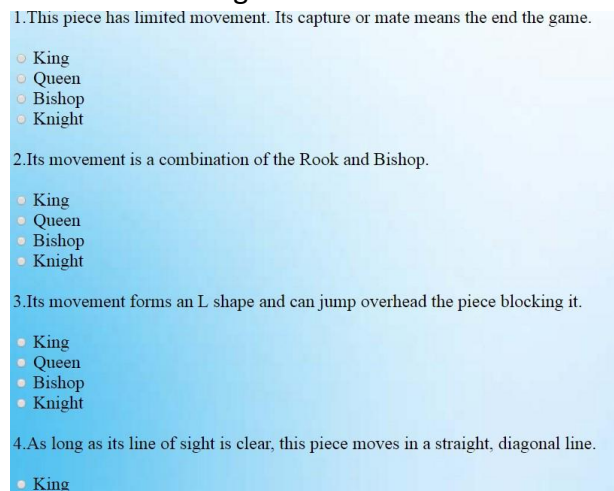 1.This piece has limited movement. Its capture or mate means the end the game.
King
Queen
Bishop
Knight
2.Its movement is a combination of the Rook and Bishop.
King
Queen
Bishop
Knight
3.Its movement forms an L shape and can jump overhead the piece blocking it.
King
Queen
Bishop
Knight
4.As long as its line of sight is clear, this piece moves in a straight, diagonal line.
King